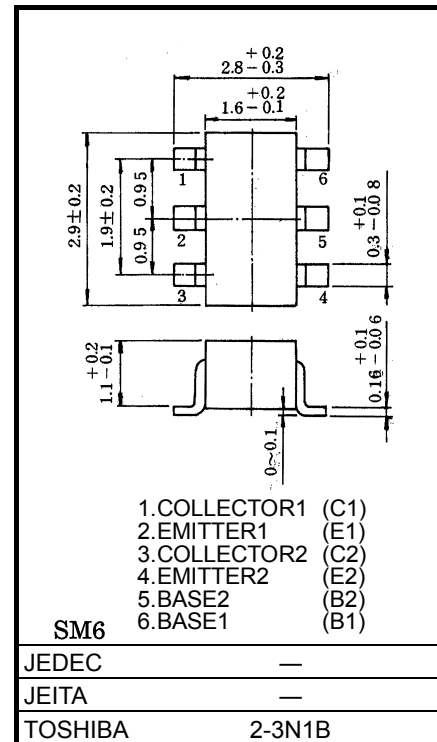 + 0.2
2.8 − 0.3
+ 0.2
1.6 − 0.1
1
6
2
5
3
4
2.9 ± 0.2
1.9 ± 0.2
0.95
0.95
+ 0.1
0.3 − 0.08
+ 0.2
1.1 − 0.1
+ 0.1
0.16 − 0.06
0~0.1
1.COLLECTOR1 (C1)
2.EMITTER1 (E1)
3.COLLECTOR2 (C2)
4.EMITTER2 (E2)
5.BASE2 (B2)
6.BASE1 (B1)
SM6
JEDEC —
JEITA —
TOSHIBA 2-3N1B